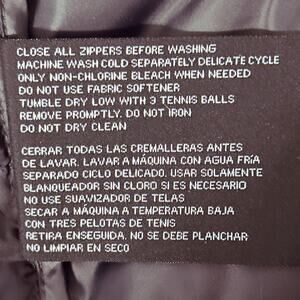 CLOSE ALL ZIPPERS BEFORE WASHING
MACHINE WASH COLD SEPARATELY DELICATE CYCLE
ONLY NON-CHLORINE BLEACH WHEN NEEDED
DO NOT USE FABRIC SOFTENER
TUMBLE DRY LOW WITH 3 TENNIS BALLS
REMOVE PROMPTLY. DO NOT IRON
DO NOT DRY CLEAN
CERRAR TODAS LAS CREMALLERAS ANTES
DE LAVAR. LAVAR A MÁQUINA CON AGUA FRÍA
SEPARADO CICLO DELICADO. USAR SOLAMENTE
BLANQUEADOR SIN CLORO SI ES NECESARIO
NO USE SUAVIZADOR DE TELAS
SECAR A MÁQUINA A TEMPERATURA BAJA
CON TRES PELOTAS DE TENIS
RETIRA ENSEGUIDA. NO SE DEBE PLANCHAR
NO LIMPIAR EN SECO